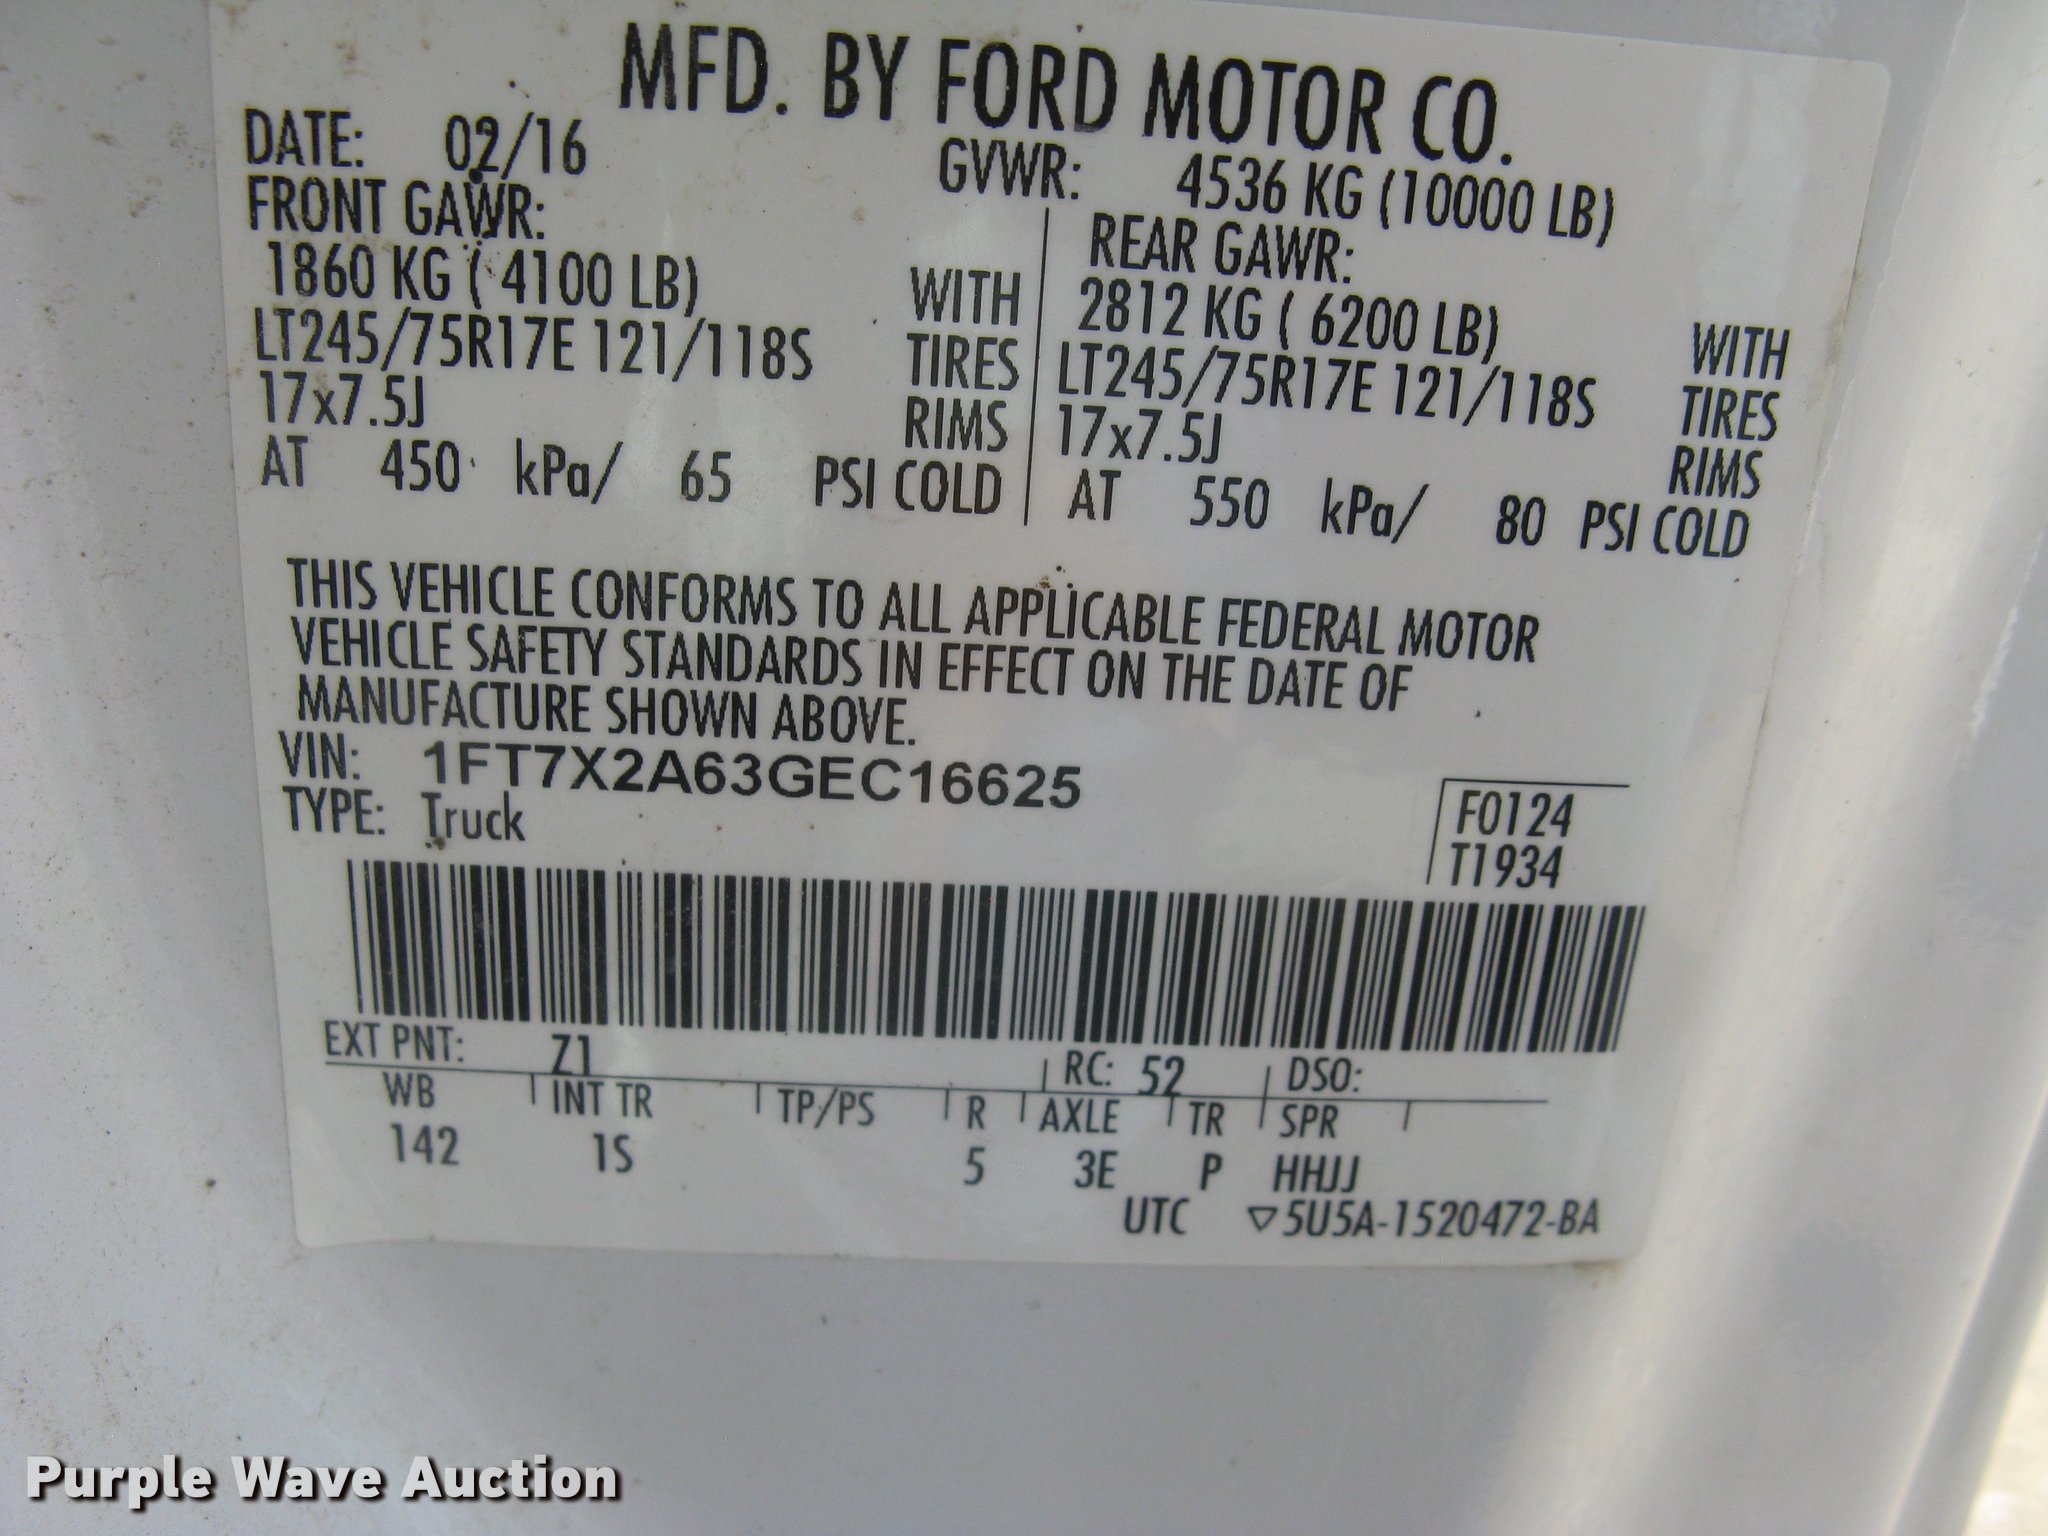 MFD. BY FORD MOTOR CO.
DATE: 02/16
GVWR: 4536 KG (10000 LB)
FRONT GAWR:
1860 KG ( 4100 LB) WITH
LT245/75R17E 121/118S TIRES
17x7.5J RIMS
AT 450 kPa/ 65 PSI COLD
REAR GAWR:
2812 KG ( 6200 LB) WITH
LT245/75R17E 121/118S TIRES
17x7.5J RIMS
AT 550 kPa/ 80 PSI COLD
THIS VEHICLE CONFORMS TO ALL APPLICABLE FEDERAL MOTOR
VEHICLE SAFETY STANDARDS IN EFFECT ON THE DATE OF
MANUFACTURE SHOWN ABOVE.
VIN: 1FT7X2A63GEC16625
TYPE: Truck
F0124
T1934
EXT PNT: Z1 RC: 52 DSO:
WB INT TR TP/PS R AXLE TR SPR
142 1S 5 3E P HHJJ
UTC ▽5U5A-1520472-BA
Purple Wave Auction